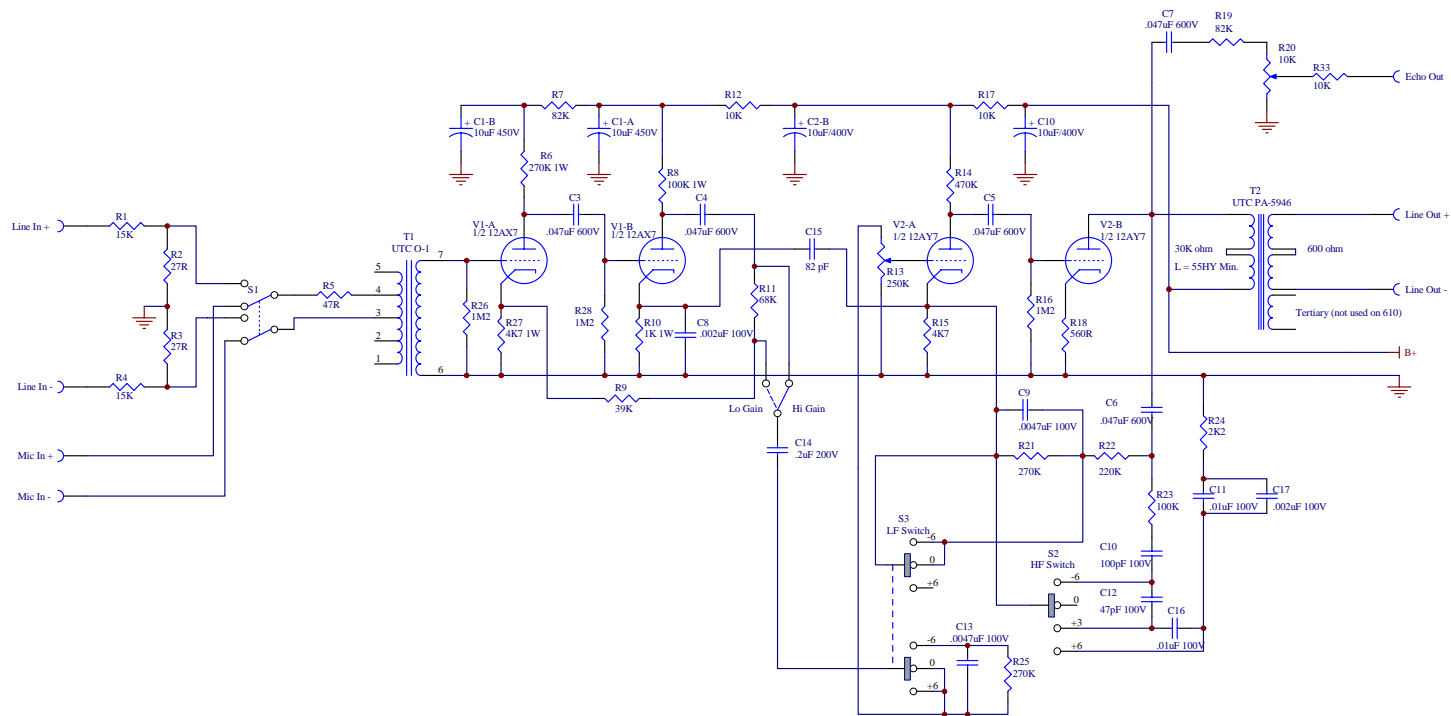 C7
.047uF 600V
R19
82K
R20
10K
R33
10K
Echo Out
R7
82K
R12
10K
R17
10K
C1-B
10uF 450V
C1-A
10uF 450V
C2-B
10uF/400V
C10
10uF/400V
R6
270K 1W
R8
100K 1W
R14
470K
T2
UTC PA-5946
C3
.047uF 600V
C4
.047uF 600V
C5
.047uF 600V
V1-A
1/2 12AX7
V1-B
1/2 12AX7
V2-A
1/2 12AY7
V2-B
1/2 12AY7
Line In +
R1
15K
R2
27R
T1
UTC O-1
7
5
4
3
2
1
6
C15
82 pF
R13
250K
30K ohm
L = 55HY Min.
600 ohm
Line Out +
Line Out -
Tertiary (not used on 610)
S1
R5
47R
R26
1M2
R27
4K7 1W
R28
1M2
R10
1K 1W
C8
.002uF 100V
R11
68K
R15
4K7
R16
1M2
R18
560R
B+
R3
27R
Line In -
R4
15K
R9
39K
Lo Gain
Hi Gain
C9
.0047uF 100V
C6
.047uF 600V
R24
2K2
Mic In +
Mic In -
C14
.2uF 200V
R21
270K
R22
220K
R23
100K
C11
.01uF 100V
C17
.002uF 100V
S3
LF Switch
-6
0
+6
C10
100pF 100V
S2
HF Switch
-6
0
+3
+6
C12
47pF 100V
C16
.01uF 100V
-6
0
+6
C13
.0047uF 100V
R25
270K